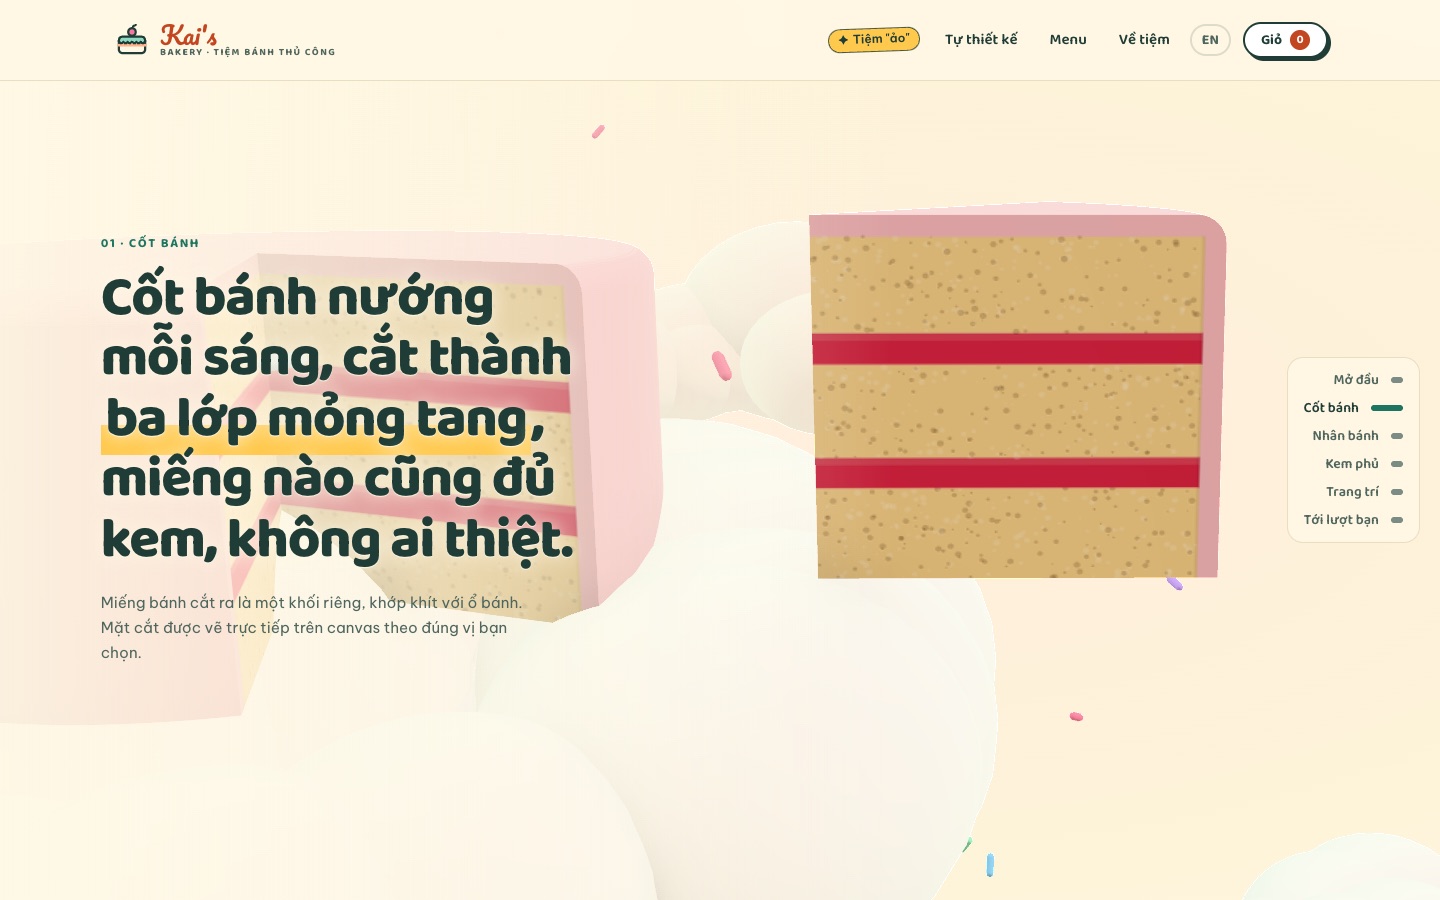 Kai's
BAKERY · TIỆM BÁNH THỦ CÔNG
✦ Tiệm "ảo"
Tự thiết kế
Menu
Về tiệm
EN
Giỏ 0
01 · CỐT BÁNH
Cốt bánh nướng
mỗi sáng, cắt thành
ba lớp mỏng tang,
miếng nào cũng đủ
kem, không ai thiệt.
Miếng bánh cắt ra là một khối riêng, khớp khít với ổ bánh.
Mặt cắt được vẽ trực tiếp trên canvas theo đúng vị bạn
chọn.
Mở đầu
Cốt bánh
Nhân bánh
Kem phủ
Trang trí
Tới lượt bạn